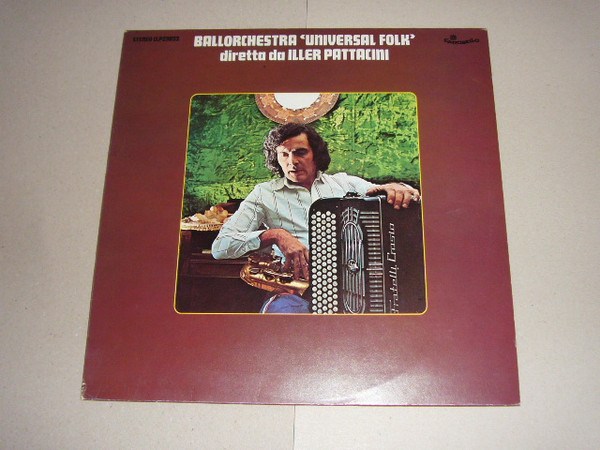 BALLORCHESTRA 'UNIVERSAL FOLK'
diretta da ILLER PATTACINI
Fratelli Crosio